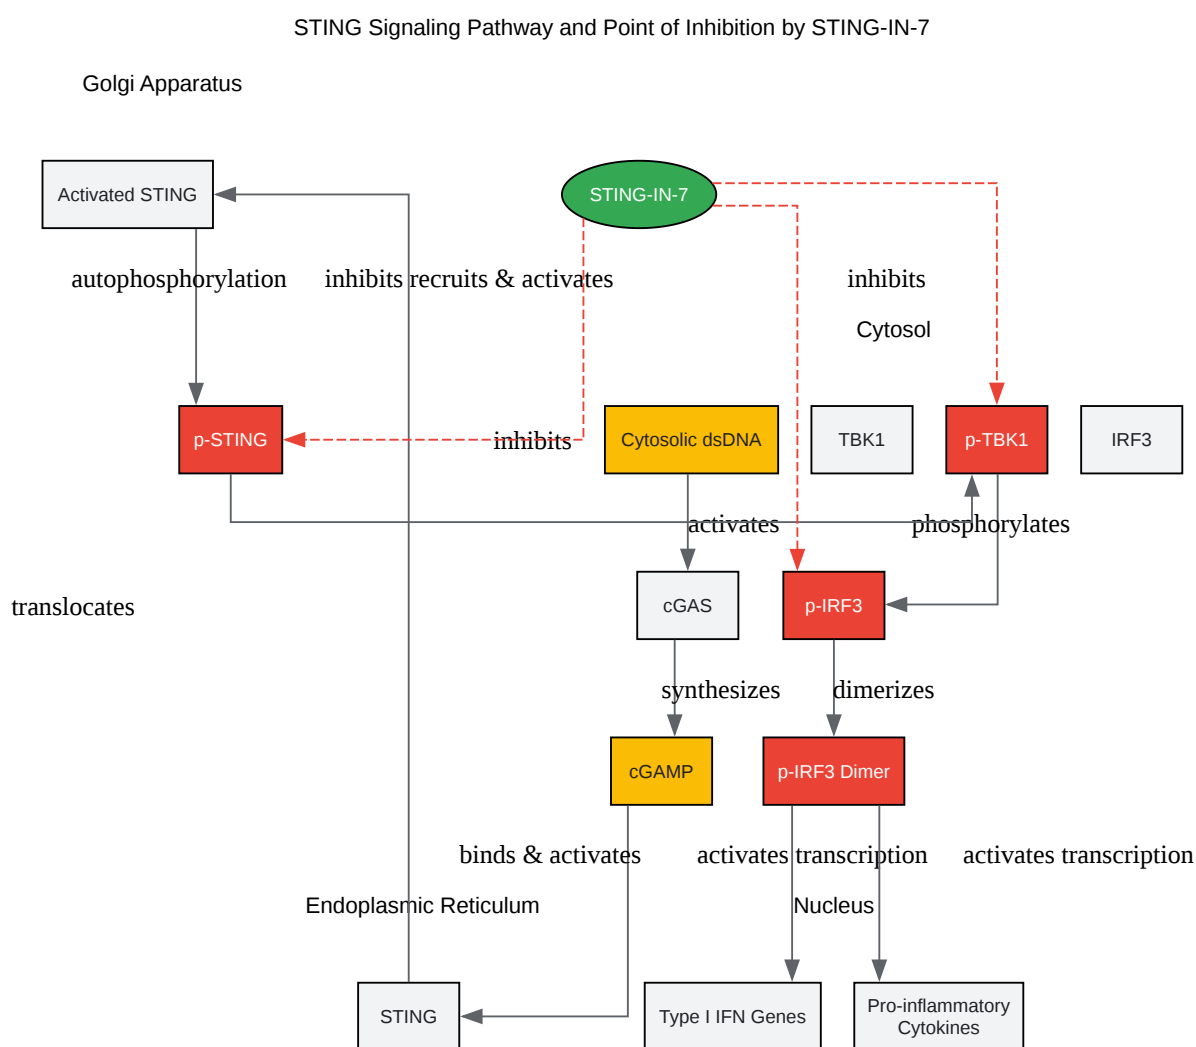 STING Signaling Pathway and Point of Inhibition by STING-IN-7
Golgi Apparatus
Activated STING
STING-IN-7
autophosphorylation
inhibits
recruits & activates
inhibits
Cytosol
p-STING
inhibits
Cytosolic dsDNA
TBK1
p-TBK1
IRF3
activates
phosphorylates
translocates
cGAS
p-IRF3
synthesizes
dimerizes
cGAMP
p-IRF3 Dimer
binds & activates
activates transcription
activates transcription
Endoplasmic Reticulum
Nucleus
STING
Type I IFN Genes
Pro-inflammatory
Cytokines